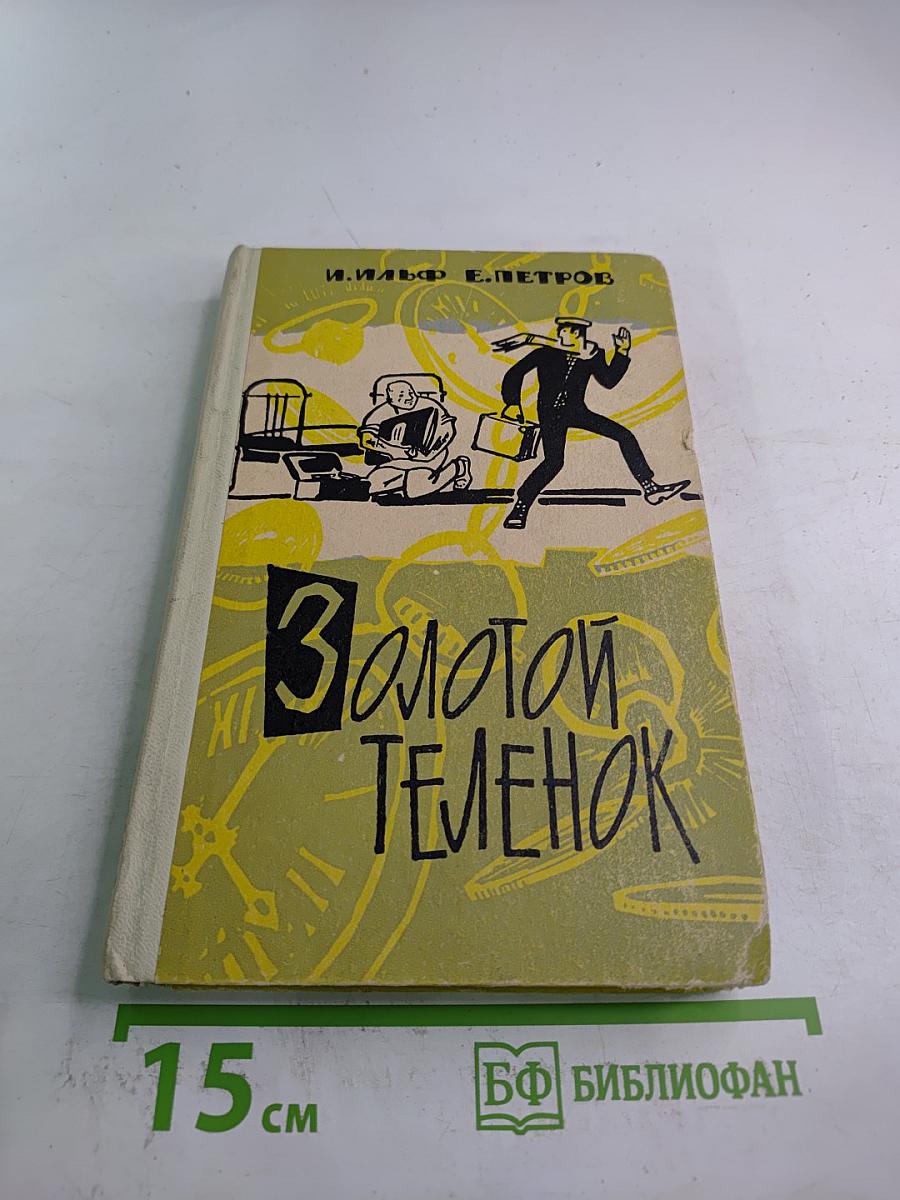 И.ИЛЬФ Е.ПЕТРОВ
ЗОЛОТОЙ
ТЕЛЕНОК
15 см
БФ БИБЛИОФАН